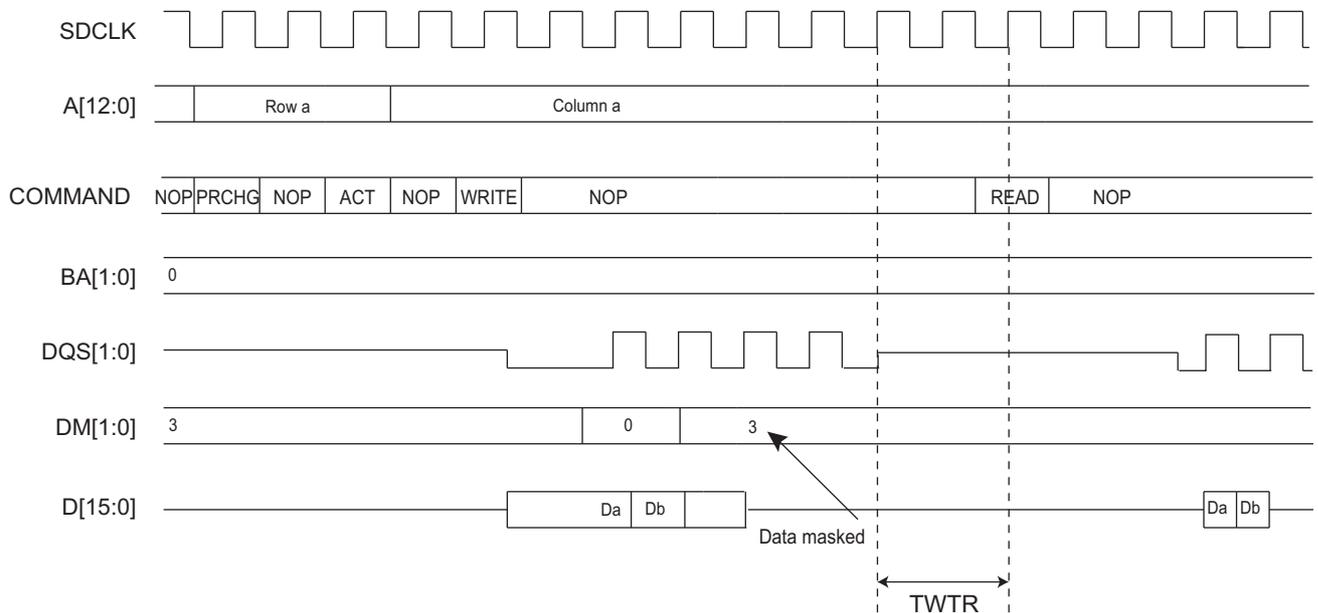 SDCLK
A[12:0] Row a Column a
COMMAND NOP PRCHG NOP ACT NOP WRITE NOP READ NOP
BA[1:0] 0
DQS[1:0]
DM[1:0] 3 0 3
D[15:0] Da Db Da Db
Data masked
TWTR